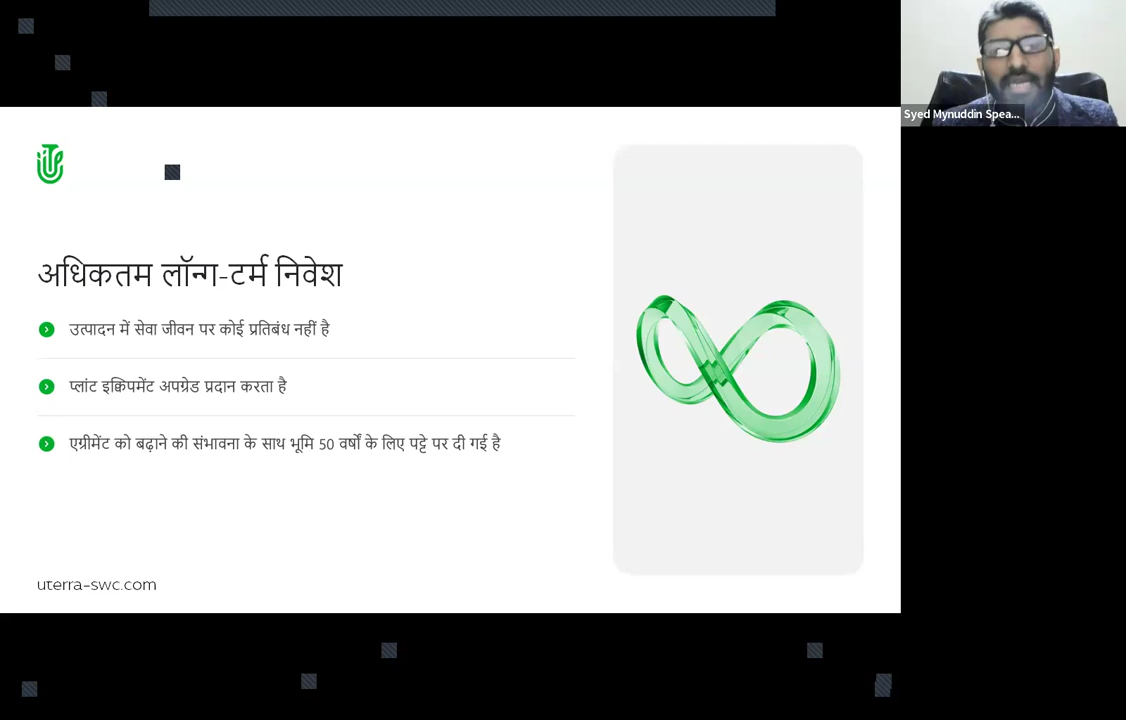 Syed Mynuddin Spea...
अधिकतम लॉन्ग-टर्म निवेश
उत्पादन में सेवा जीवन पर कोई प्रतिबंध नहीं है
प्लांट इक्विपमेंट अपग्रेड प्रदान करता है
एग्रीमेंट को बढ़ाने की संभावना के साथ भूमि 50 वर्षों के लिए पट्टे पर दी गई है
uterra-swc.com